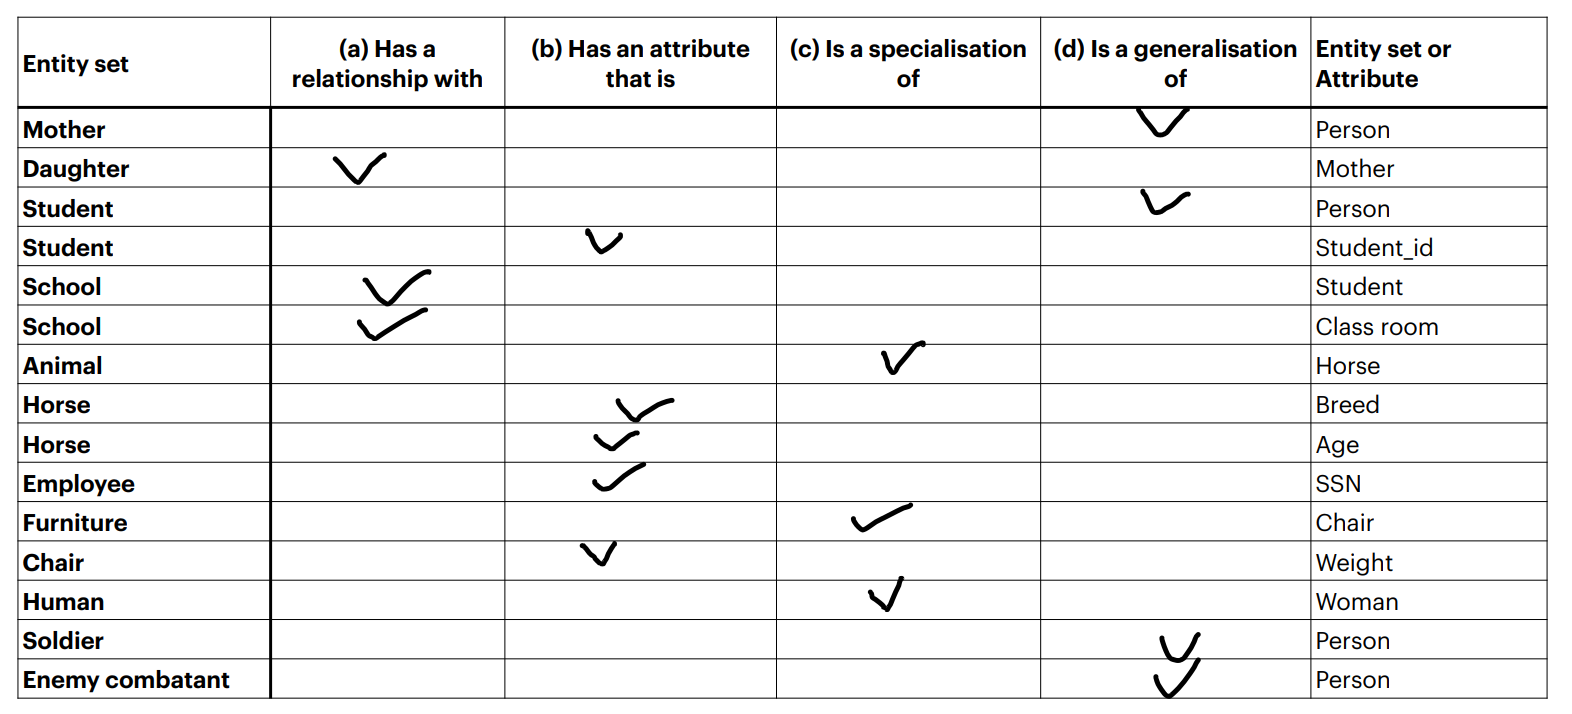 Entity set (a) Has a relationship with (b) Has an attribute that is (c) Is a specialisation of (d) Is a generalisation of Entity set or Attribute
Mother ✓ Person
Daughter ✓ Mother
Student ✓ Person
Student ✓ Student_id
School ✓ Student
School ✓ Class room
Animal ✓ Horse
Horse ✓ Breed
Horse ✓ Age
Employee ✓ SSN
Furniture ✓ Chair
Chair ✓ Weight
Human ✓ Woman
Soldier ✓ Person
Enemy combatant ✓ Person